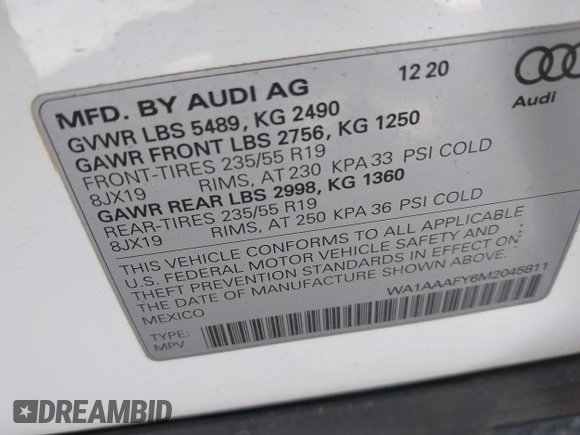 MFD. BY AUDI AG 12 20
GVWR LBS 5489, KG 2490
GAWR FRONT LBS 2756, KG 1250
FRONT-TIRES 235/55 R19
8JX19 RIMS, AT 230 KPA 33 PSI COLD
GAWR REAR LBS 2998, KG 1360
REAR-TIRES 235/55 R19
8JX19 RIMS, AT 250 KPA 36 PSI COLD
THIS VEHICLE CONFORMS TO ALL APPLICABLE
U.S. FEDERAL MOTOR VEHICLE SAFETY AND
THEFT PREVENTION STANDARDS IN EFFECT ON
THE DATE OF MANUFACTURE SHOWN ABOVE
MEXICO
WA1AAAFY6M2045811
TYPE:
MPV
Audi
DREAMBID